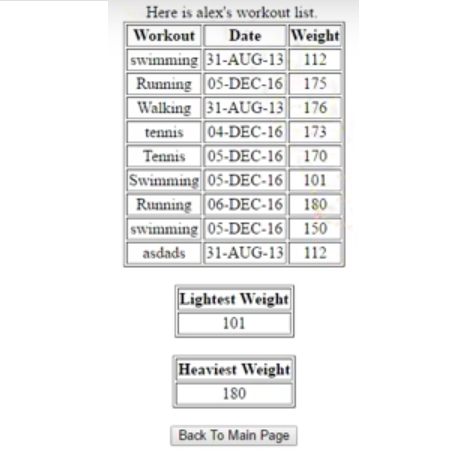 Here is alex's workout list.
Workout Date Weight
swimming 31-AUG-13 112
Running 05-DEC-16 175
Walking 31-AUG-13 176
tennis 04-DEC-16 173
Tennis 05-DEC-16 170
Swimming 05-DEC-16 101
Running 06-DEC-16 180
swimming 05-DEC-16 150
asdads 31-AUG-13 112
Lightest Weight
101
Heaviest Weight
180
Back To Main Page